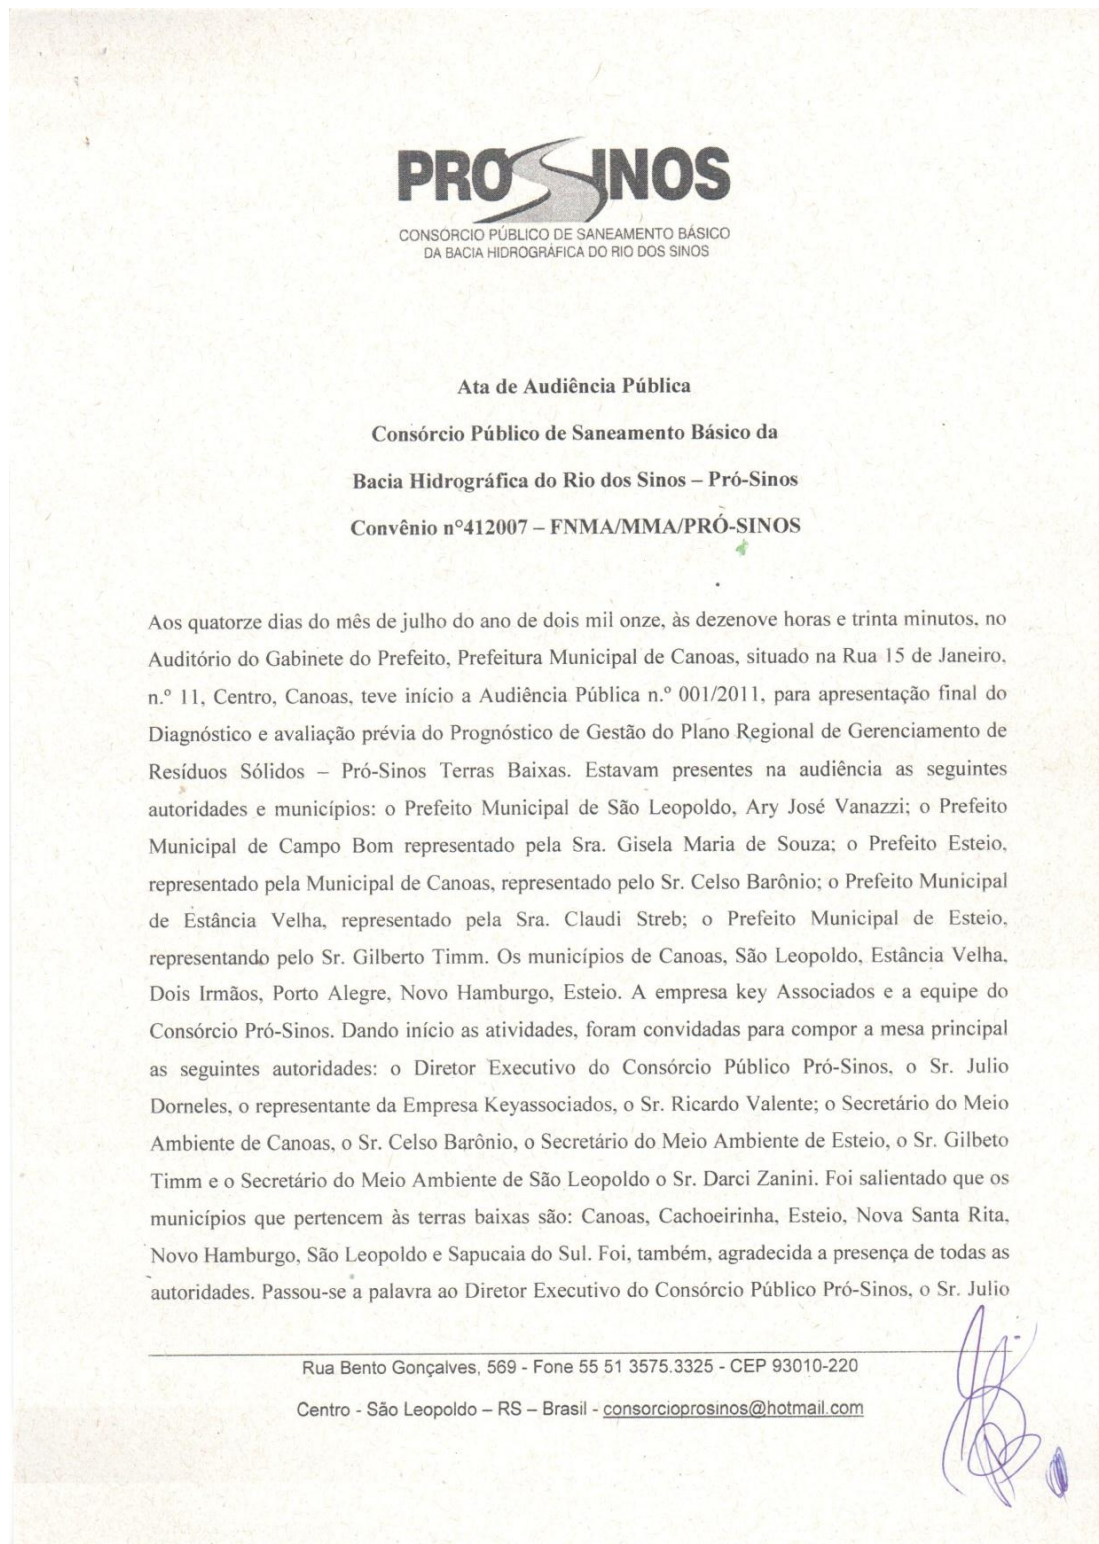 PRÓSINOS
CONSÓRCIO PÚBLICO DE SANEAMENTO BÁSICO
DA BACIA HIDROGRÁFICA DO RIO DOS SINOS
Ata de Audiência Pública
Consórcio Público de Saneamento Básico da
Bacia Hidrográfica do Rio dos Sinos – Pró-Sinos
Convênio nº412007 – FNMA/MMA/PRÓ-SINOS
Aos quatorze dias do mês de julho do ano de dois mil onze, às dezenove horas e trinta minutos, no
Auditório do Gabinete do Prefeito, Prefeitura Municipal de Canoas, situado na Rua 15 de Janeiro,
n.º 11, Centro, Canoas, teve início a Audiência Pública n.º 001/2011, para apresentação final do
Diagnóstico e avaliação prévia do Prognóstico de Gestão do Plano Regional de Gerenciamento de
Resíduos Sólidos – Pró-Sinos Terras Baixas. Estavam presentes na audiência as seguintes
autoridades e municípios: o Prefeito Municipal de São Leopoldo, Ary José Vanazzi; o Prefeito
Municipal de Campo Bom representado pela Sra. Gisela Maria de Souza; o Prefeito Esteio,
representado pela Municipal de Canoas, representado pelo Sr. Celso Barônio; o Prefeito Municipal
de Estância Velha, representado pela Sra. Claudi Streb; o Prefeito Municipal de Esteio,
representando pelo Sr. Gilberto Timm. Os municípios de Canoas, São Leopoldo, Estância Velha,
Dois Irmãos, Porto Alegre, Novo Hamburgo, Esteio. A empresa key Associados e a equipe do
Consórcio Pró-Sinos. Dando início as atividades, foram convidadas para compor a mesa principal
as seguintes autoridades: o Diretor Executivo do Consórcio Público Pró-Sinos, o Sr. Julio
Dorneles, o representante da Empresa Keyassociados, o Sr. Ricardo Valente; o Secretário do Meio
Ambiente de Canoas, o Sr. Celso Barônio, o Secretário do Meio Ambiente de Esteio, o Sr. Gilbeto
Timm e o Secretário do Meio Ambiente de São Leopoldo o Sr. Darci Zanini. Foi salientado que os
municípios que pertencem às terras baixas são: Canoas, Cachoeirinha, Esteio, Nova Santa Rita,
Novo Hamburgo, São Leopoldo e Sapucaia do Sul. Foi, também, agradecida a presença de todas as
autoridades. Passou-se a palavra ao Diretor Executivo do Consórcio Público Pró-Sinos, o Sr. Julio
Rua Bento Gonçalves, 569 - Fone 55 51 3575.3325 - CEP 93010-220
Centro - São Leopoldo – RS – Brasil - consorcioprosinos@hotmail.com